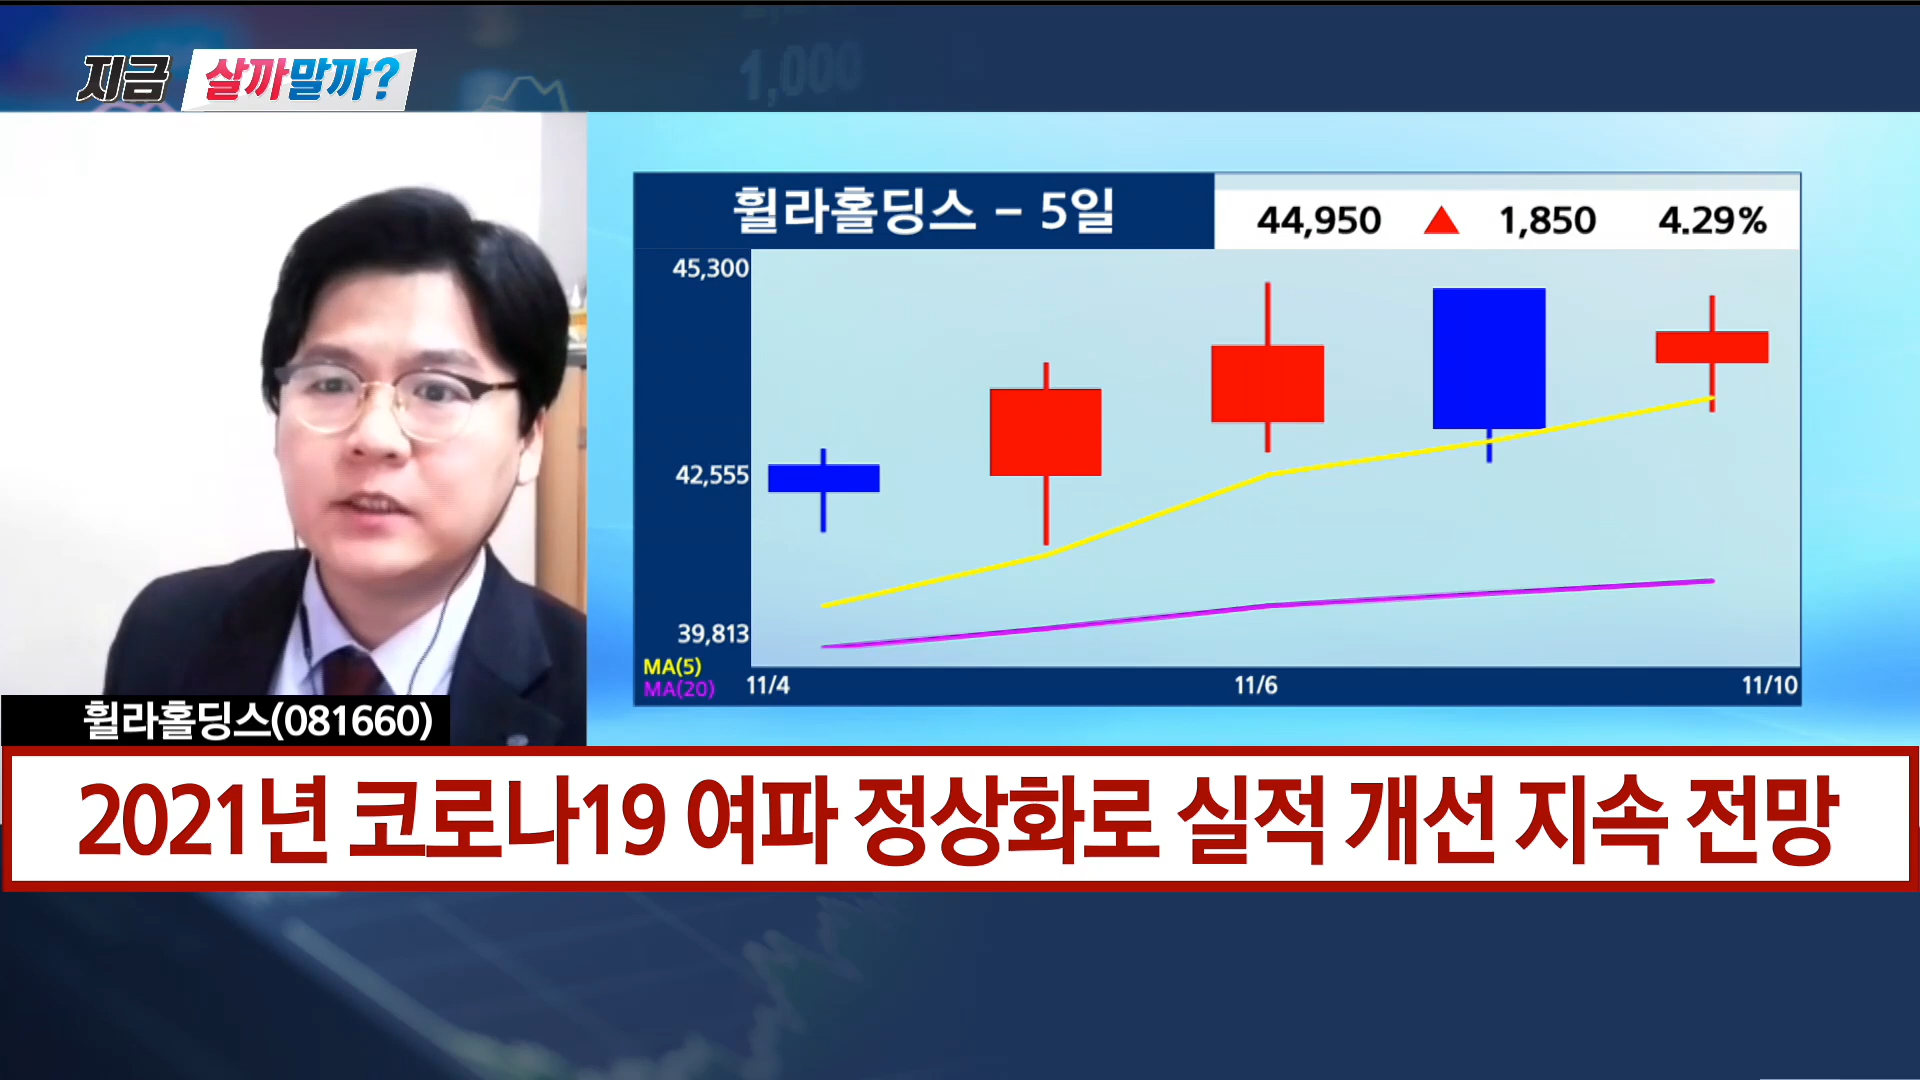 지금 살까말까?
1,000
휠라홀딩스 - 5일
44,950 ▲ 1,850 4.29%
45,300
42,555
39,813
MA(5)
MA(20)
11/4 11/6 11/10
휠라홀딩스(081660)
2021년 코로나19 여파 정상화로 실적 개선 지속 전망